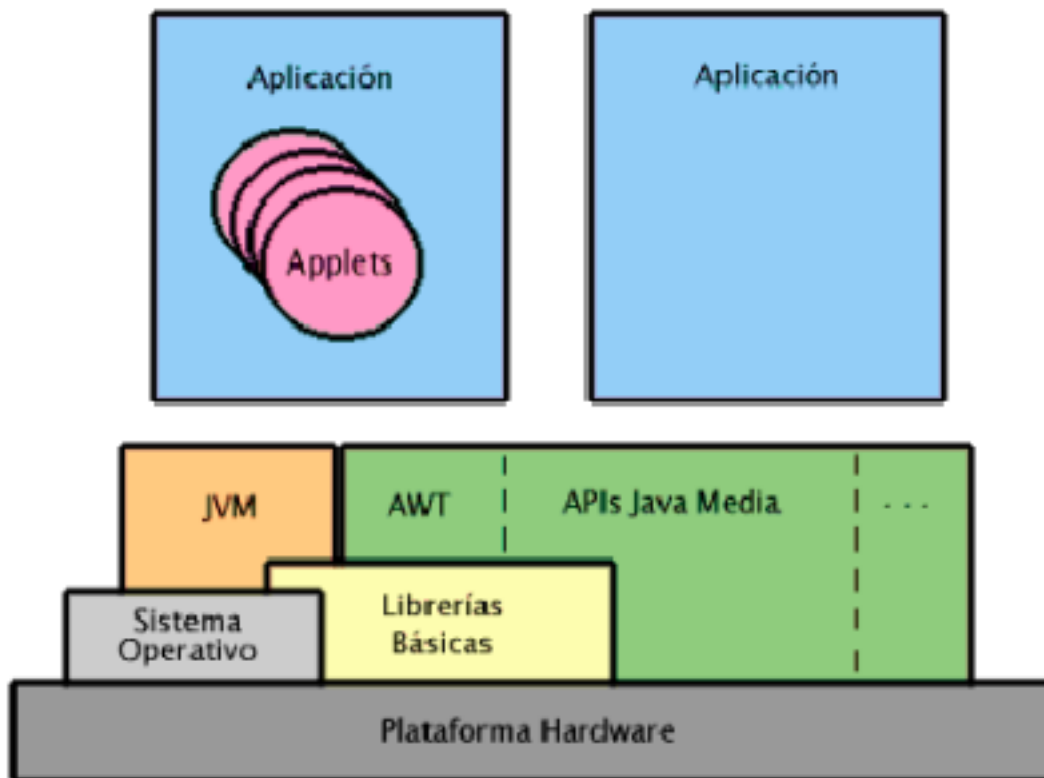 Aplicación
Aplicación
Applets
JVM
AWT
APIs Java Media
. . .
Sistema
Operativo
Librerías
Básicas
Plataforma Hardware